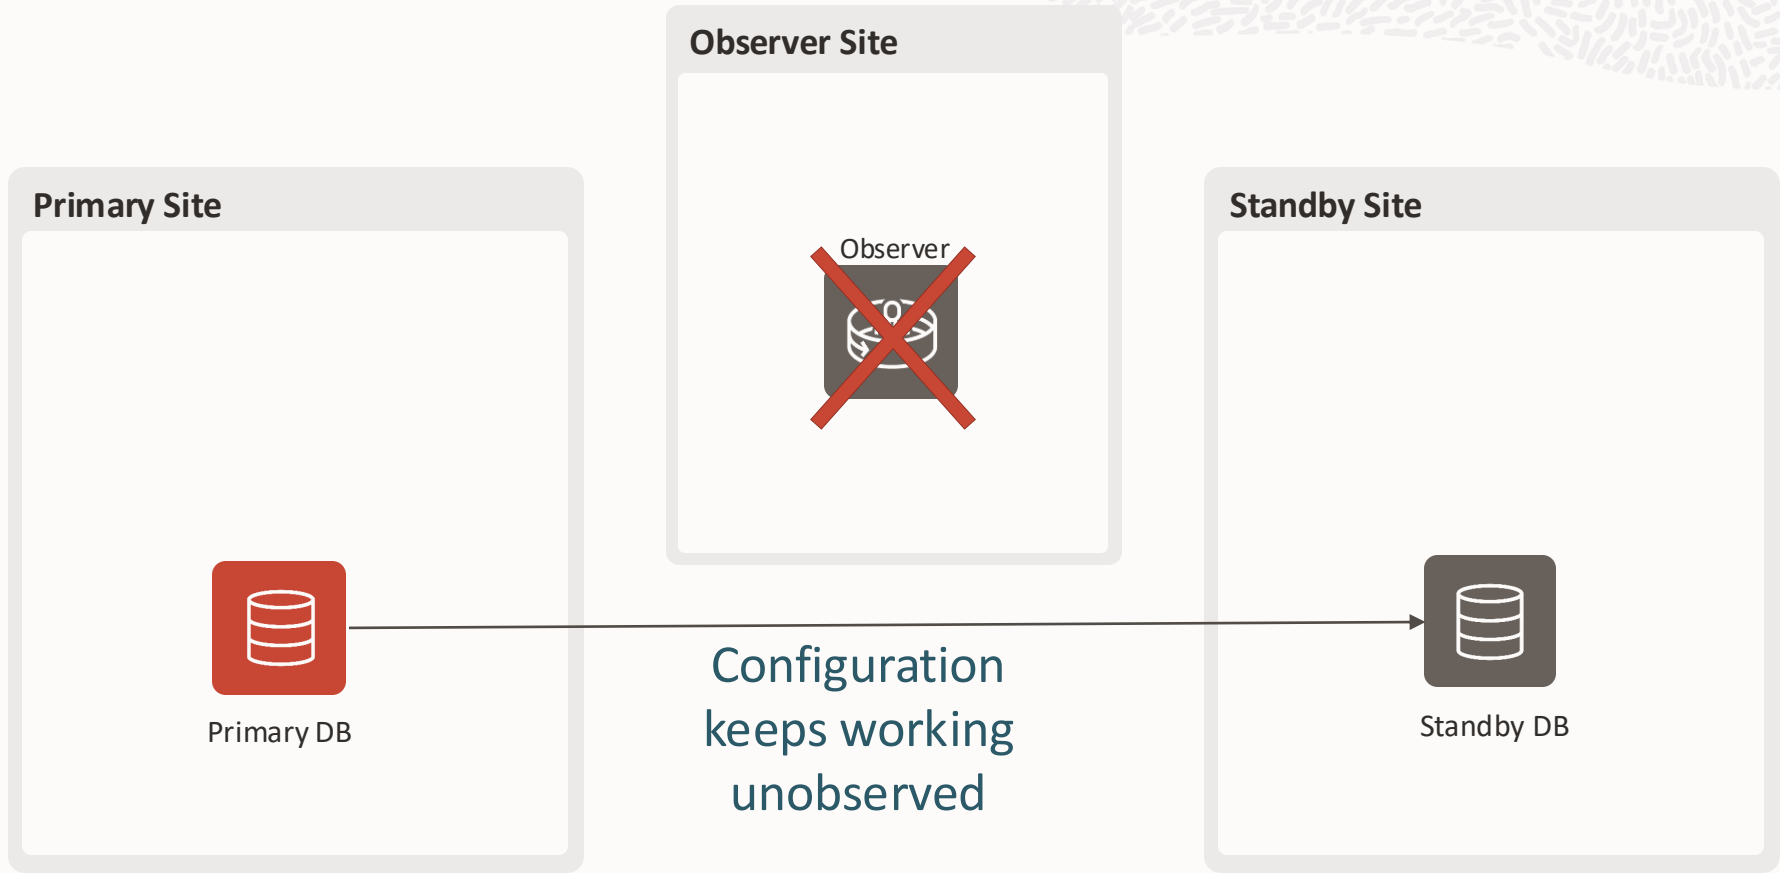 Observer Site
Primary Site
Standby Site
Observer
Configuration
keeps working
unobserved
Primary DB
Standby DB